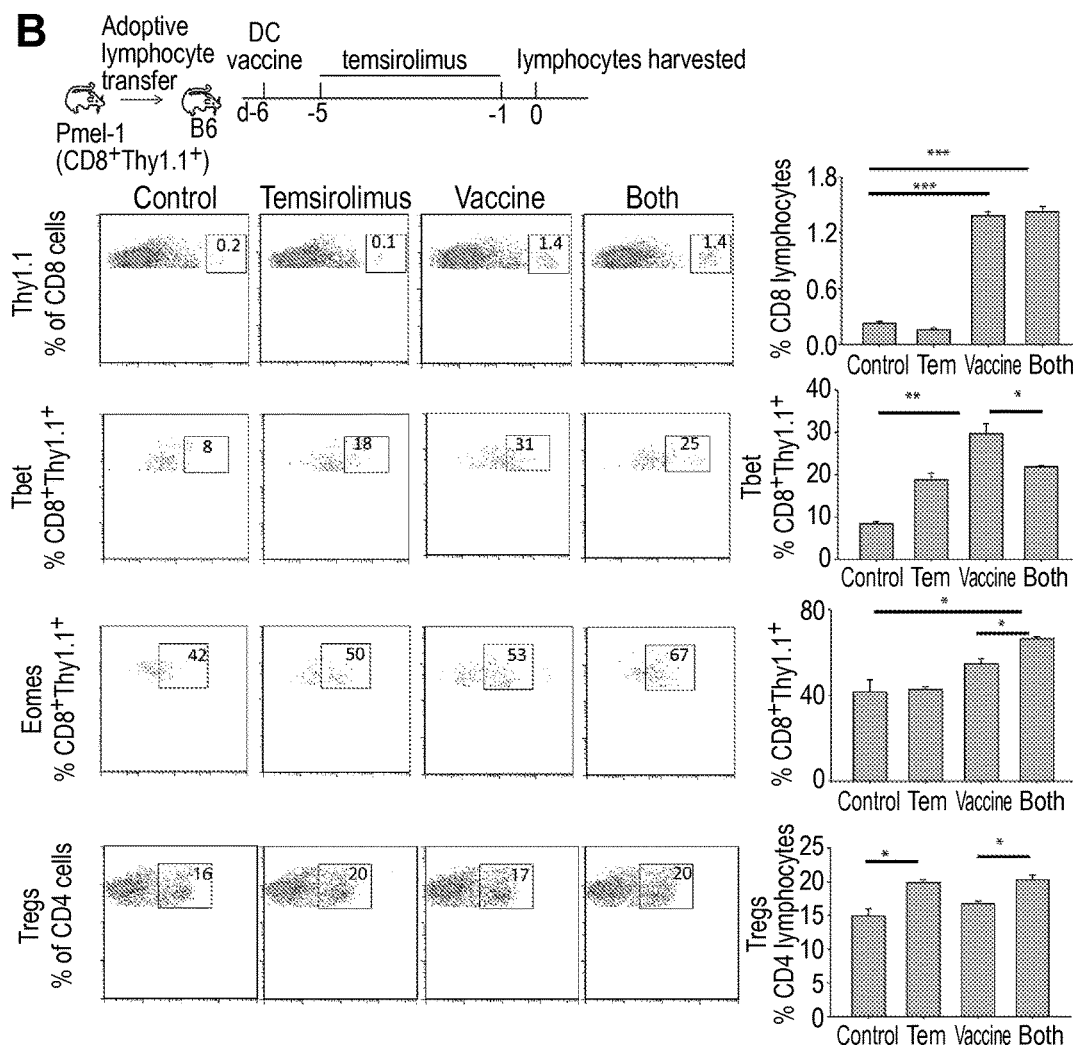 B
Adoptive
lymphocyte
transfer
DC
vaccine
temsirolimus
lymphocytes harvested
d-6
-5
-1
0
Pmel-1
(CD8+Thy1.1+)
B6
Control
Temsirolimus
Vaccine
Both
Thy1.1
% of CD8 cells
0.2
0.1
1.4
1.4
% CD8 lymphocytes
1.8
1.2
0.6
0.0
***
***
Control Tem Vaccine Both
Tbet
% CD8+Thy1.1+
8
18
31
25
Tbet
% CD8+Thy1.1+
40
30
20
10
0
**
*
Control Tem Vaccine Both
Eomes
% CD8+Thy1.1+
42
50
53
67
% CD8+Thy1.1+
80
40
0
*
*
Control Tem Vaccine Both
Tregs
% of CD4 cells
16
20
17
20
Tregs
% CD4 lymphocytes
25
20
15
10
5
0
*
*
Control Tem Vaccine Both